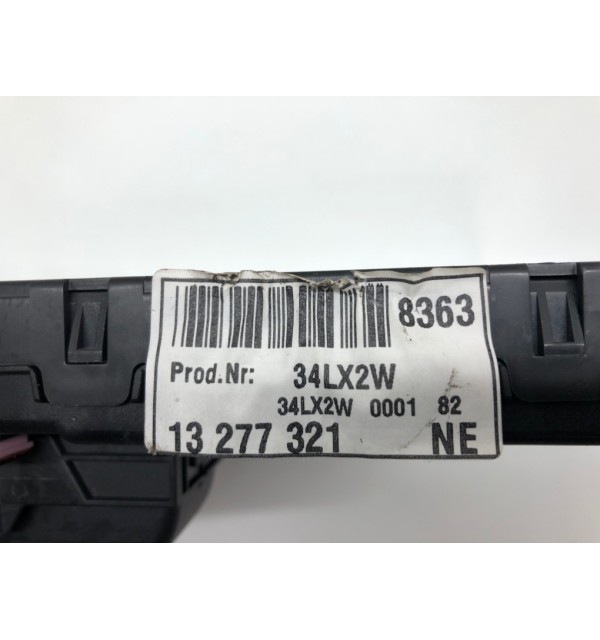 8363
Prod.Nr: 34LX2W
34LX2W 0001 82
13 277 321 NE